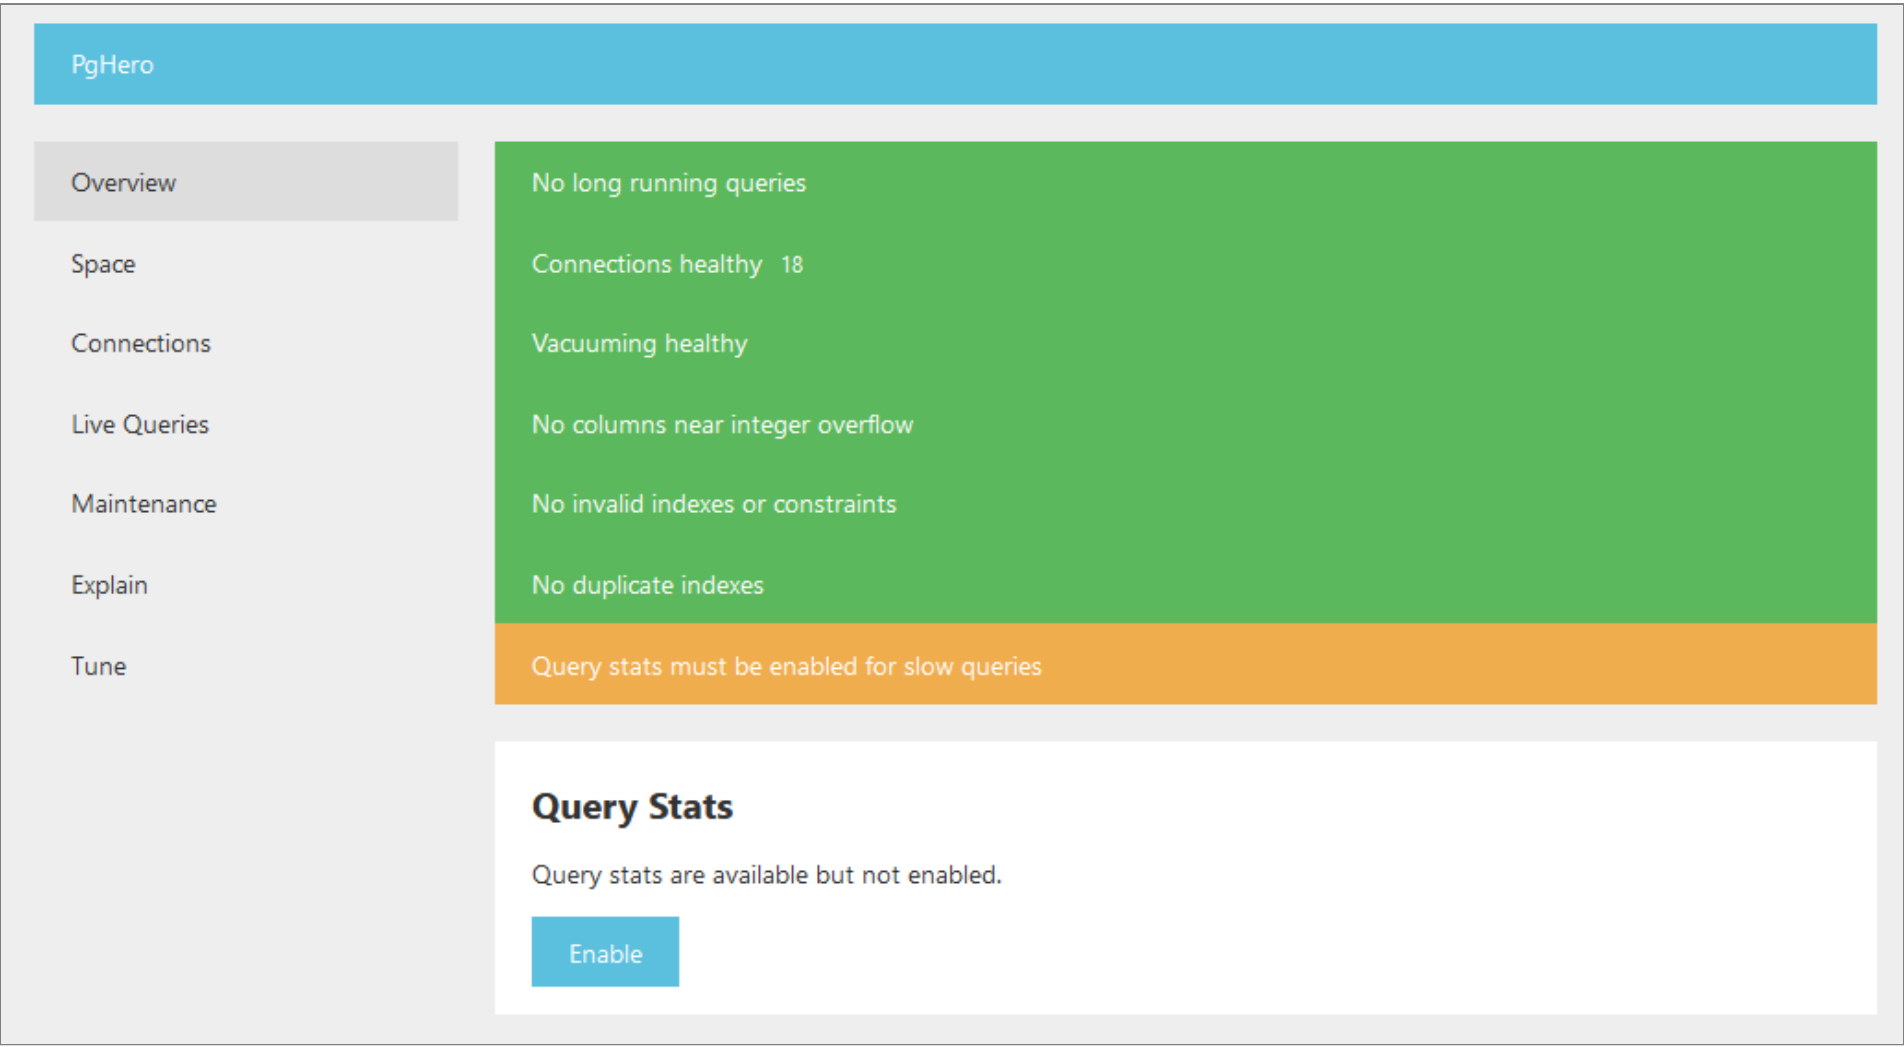 PgHero
Overview
Space
Connections
Live Queries
Maintenance
Explain
Tune
No long running queries
Connections healthy 18
Vacuuming healthy
No columns near integer overflow
No invalid indexes or constraints
No duplicate indexes
Query stats must be enabled for slow queries
Query Stats
Query stats are available but not enabled.
Enable